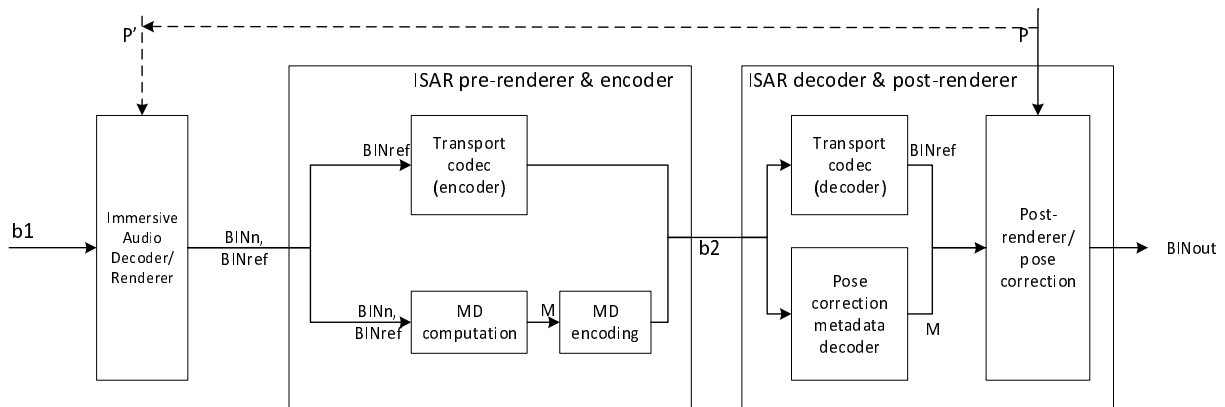 P'
P
ISAR pre-renderer & encoder
ISAR decoder & post-renderer
b1
Immersive
Audio
Decoder/
Renderer
BINn,
BINref
BINref
Transport
codec
(encoder)
BINn,
BINref
MD
computation
M
MD
encoding
b2
Transport
codec
(decoder)
BINref
Pose
correction
metadata
decoder
M
Post-
renderer/
pose
correction
BINout